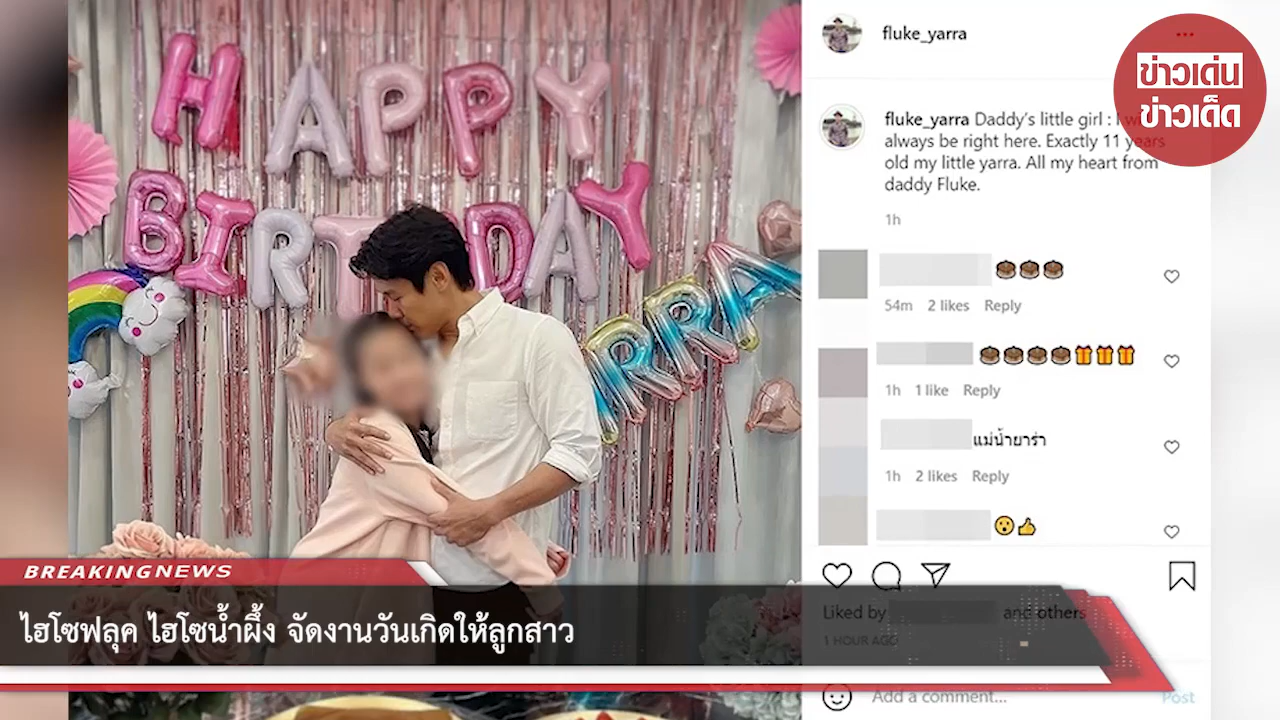 HAPPY
BIRTHDAY
YARRA
fluke_yarra
ข่าวเด่น
ข่าวเด็ด
fluke_yarra Daddy's little girl : I
always be right here. Exactly 11 years
old my little yarra. All my heart from
daddy Fluke.
1h
54m 2 likes Reply
1h 1 like Reply
แม่น้ำยาร่า
1h 2 likes Reply
Liked by and others
1 HOUR AGO
Add a comment... Post
BREAKING NEWS
ไฮโซฟลุค ไฮโซน้ำผึ้ง จัดงานวันเกิดให้ลูกสาว